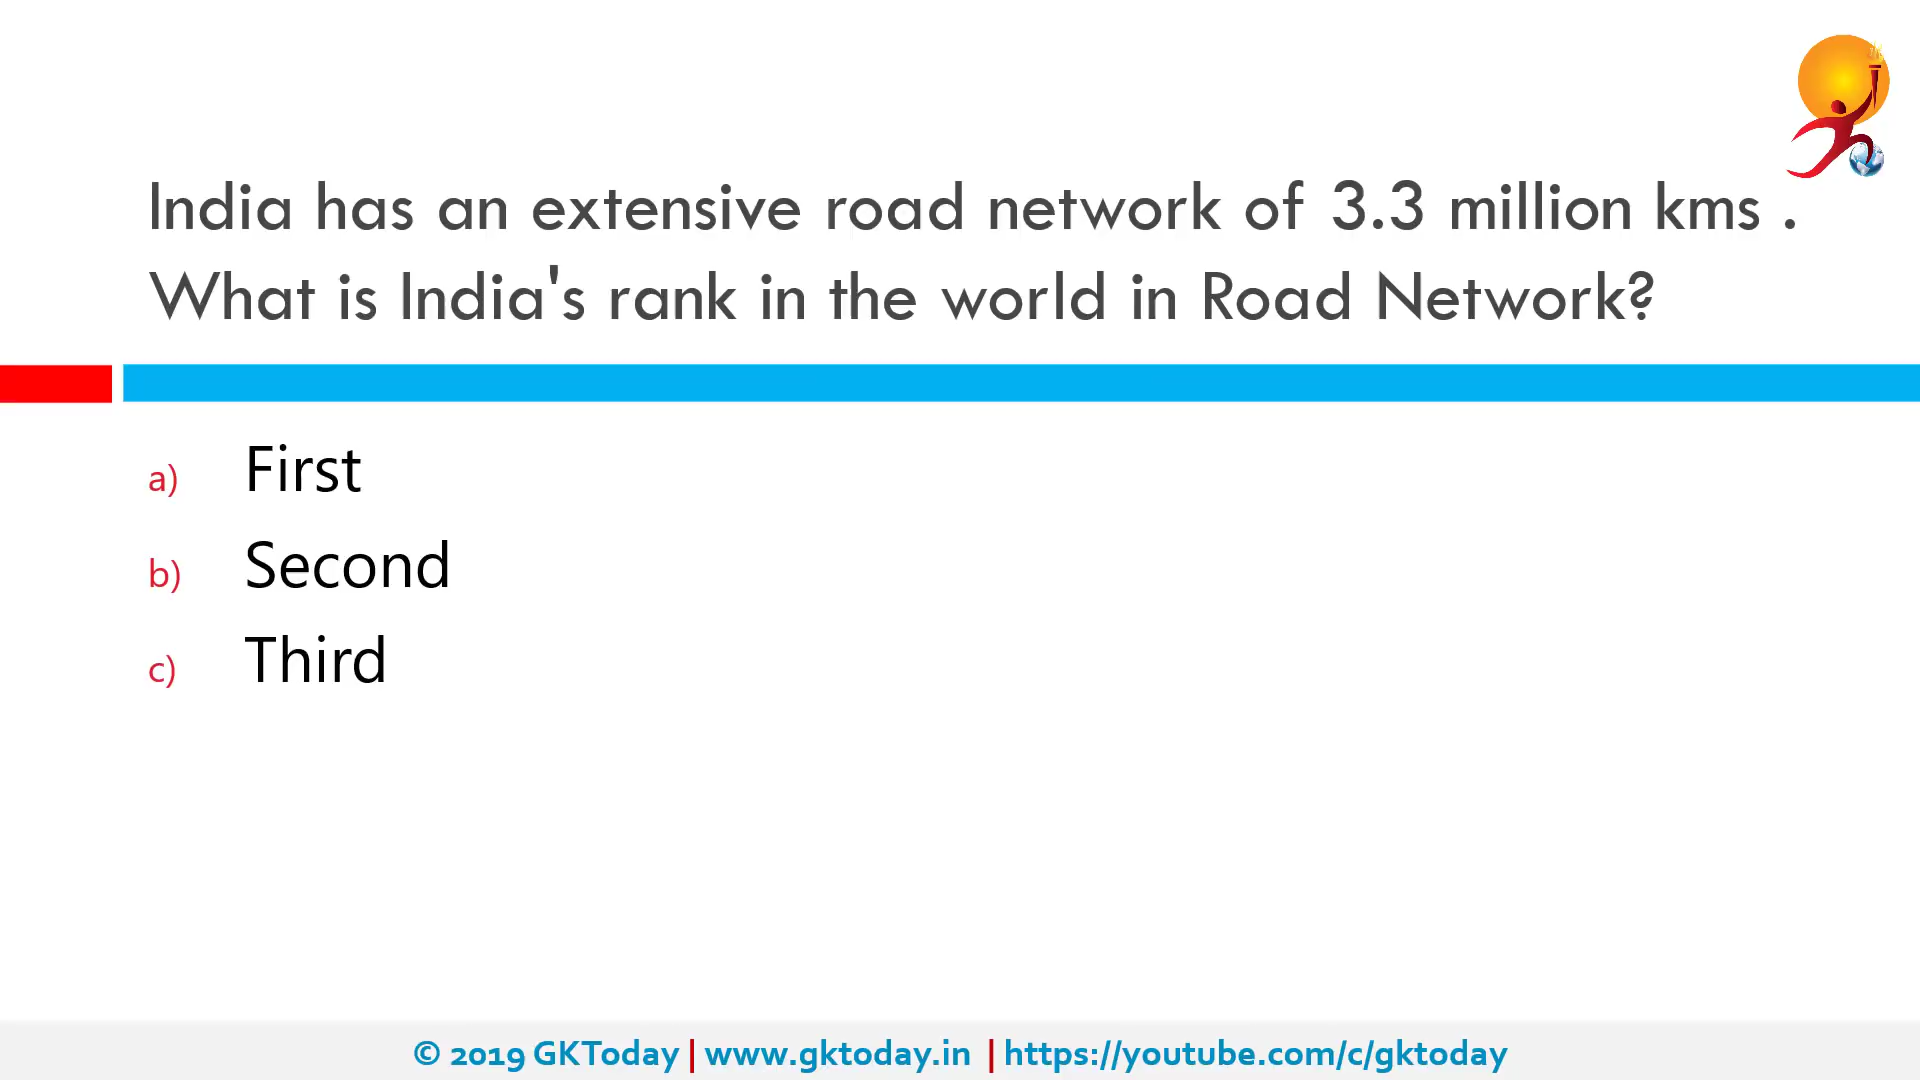 India has an extensive road network of 3.3 million kms .
What is India's rank in the world in Road Network?
a) First
b) Second
c) Third
© 2019 GKToday | www.gktoday.in | https://youtube.com/c/gktoday